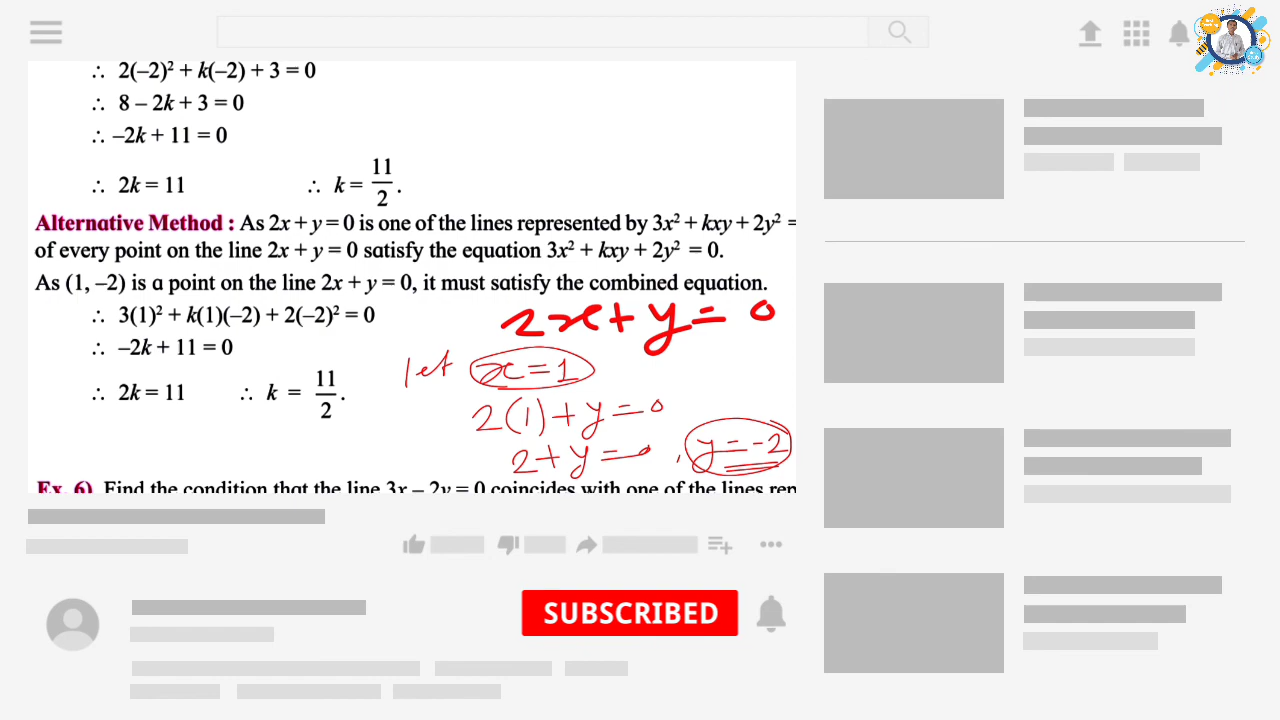 ∴ 2(–2)² + k(–2) + 3 = 0
∴ 8 – 2k + 3 = 0
∴ –2k + 11 = 0
∴ 2k = 11 ∴ k = 11/2.
Alternative Method : As 2x + y = 0 is one of the lines represented by 3x² + kxy + 2y² =
of every point on the line 2x + y = 0 satisfy the equation 3x² + kxy + 2y² = 0.
As (1, –2) is a point on the line 2x + y = 0, it must satisfy the combined equation.
∴ 3(1)² + k(1)(–2) + 2(–2)² = 0
∴ –2k + 11 = 0
∴ 2k = 11 ∴ k = 11/2.
2x + y = 0
let x = 1
2(1) + y = 0
2 + y = 0, y = -2
Ex. 6) Find the condition that the line 3x – 2y = 0 coincides with one of the lines rep
SUBSCRIBED